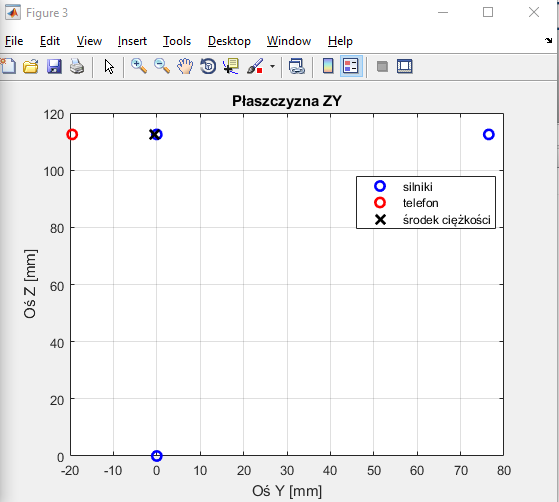 Figure 3
File Edit View Insert Tools Desktop Window Help
Płaszczyzna ZY
120
100
80
60
40
20
0
Oś Z [mm]
silniki
telefon
środek ciężkości
-20 -10 0 10 20 30 40 50 60 70 80
Oś Y [mm]